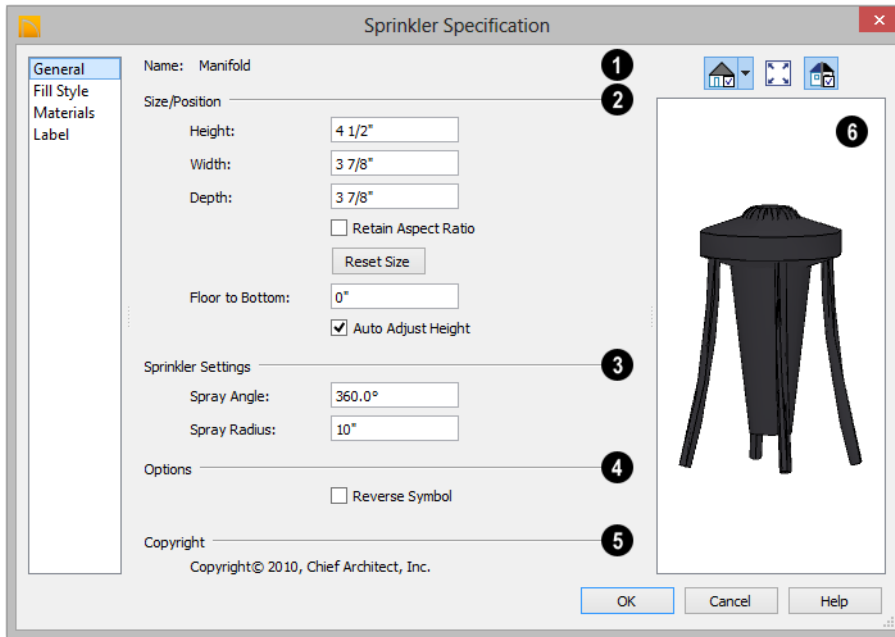 Sprinkler Specification
General
Fill Style
Materials
Label
Name: Manifold
1
Size/Position
2
Height: 4 1/2"
Width: 3 7/8"
Depth: 3 7/8"
Retain Aspect Ratio
Reset Size
Floor to Bottom: 0"
Auto Adjust Height
Sprinkler Settings
3
Spray Angle: 360.0°
Spray Radius: 10"
Options
4
Reverse Symbol
Copyright
5
Copyright© 2010, Chief Architect, Inc.
6
OK Cancel Help